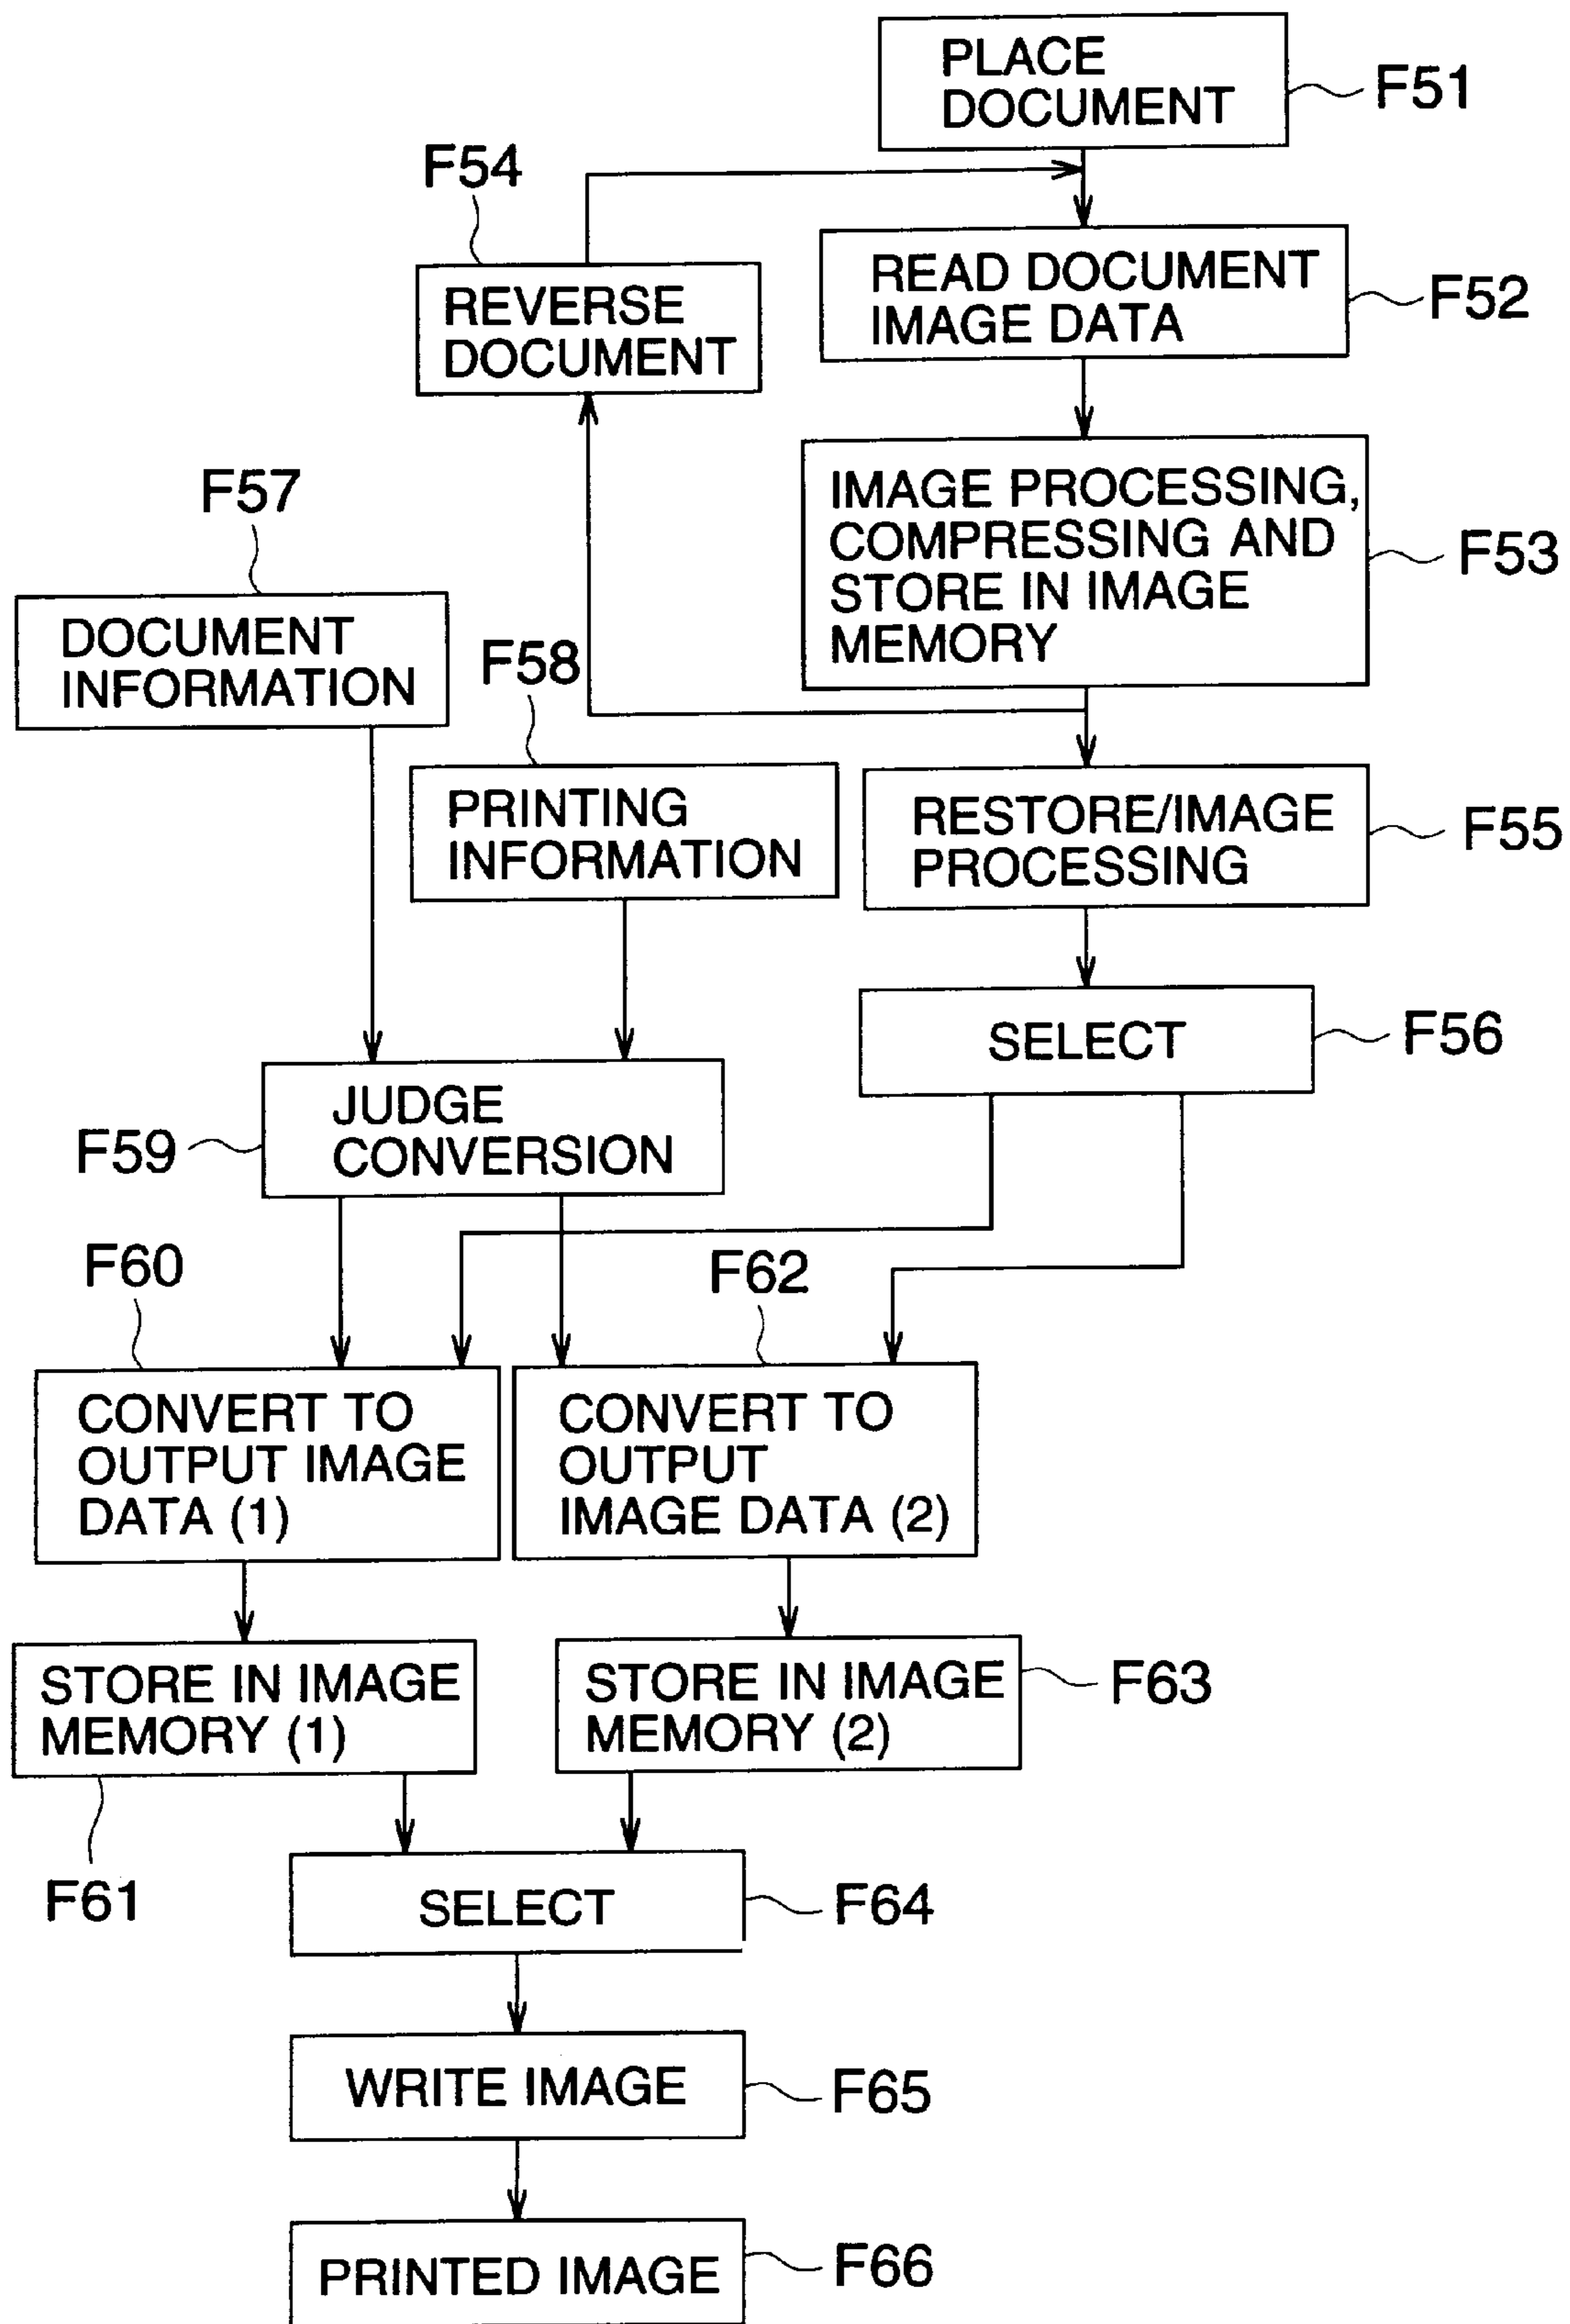 PLACE
DOCUMENT
F51
F54
REVERSE
DOCUMENT
READ DOCUMENT
IMAGE DATA
F52
F57
IMAGE PROCESSING,
COMPRESSING AND
STORE IN IMAGE
MEMORY
F53
DOCUMENT
INFORMATION
F58
PRINTING
INFORMATION
RESTORE/IMAGE
PROCESSING
F55
SELECT
F56
JUDGE
CONVERSION
F59
F60
F62
CONVERT TO
OUTPUT IMAGE
DATA (1)
CONVERT TO
OUTPUT
IMAGE DATA (2)
STORE IN IMAGE
MEMORY (1)
STORE IN IMAGE
MEMORY (2)
F63
F61
SELECT
F64
WRITE IMAGE
F65
PRINTED IMAGE
F66